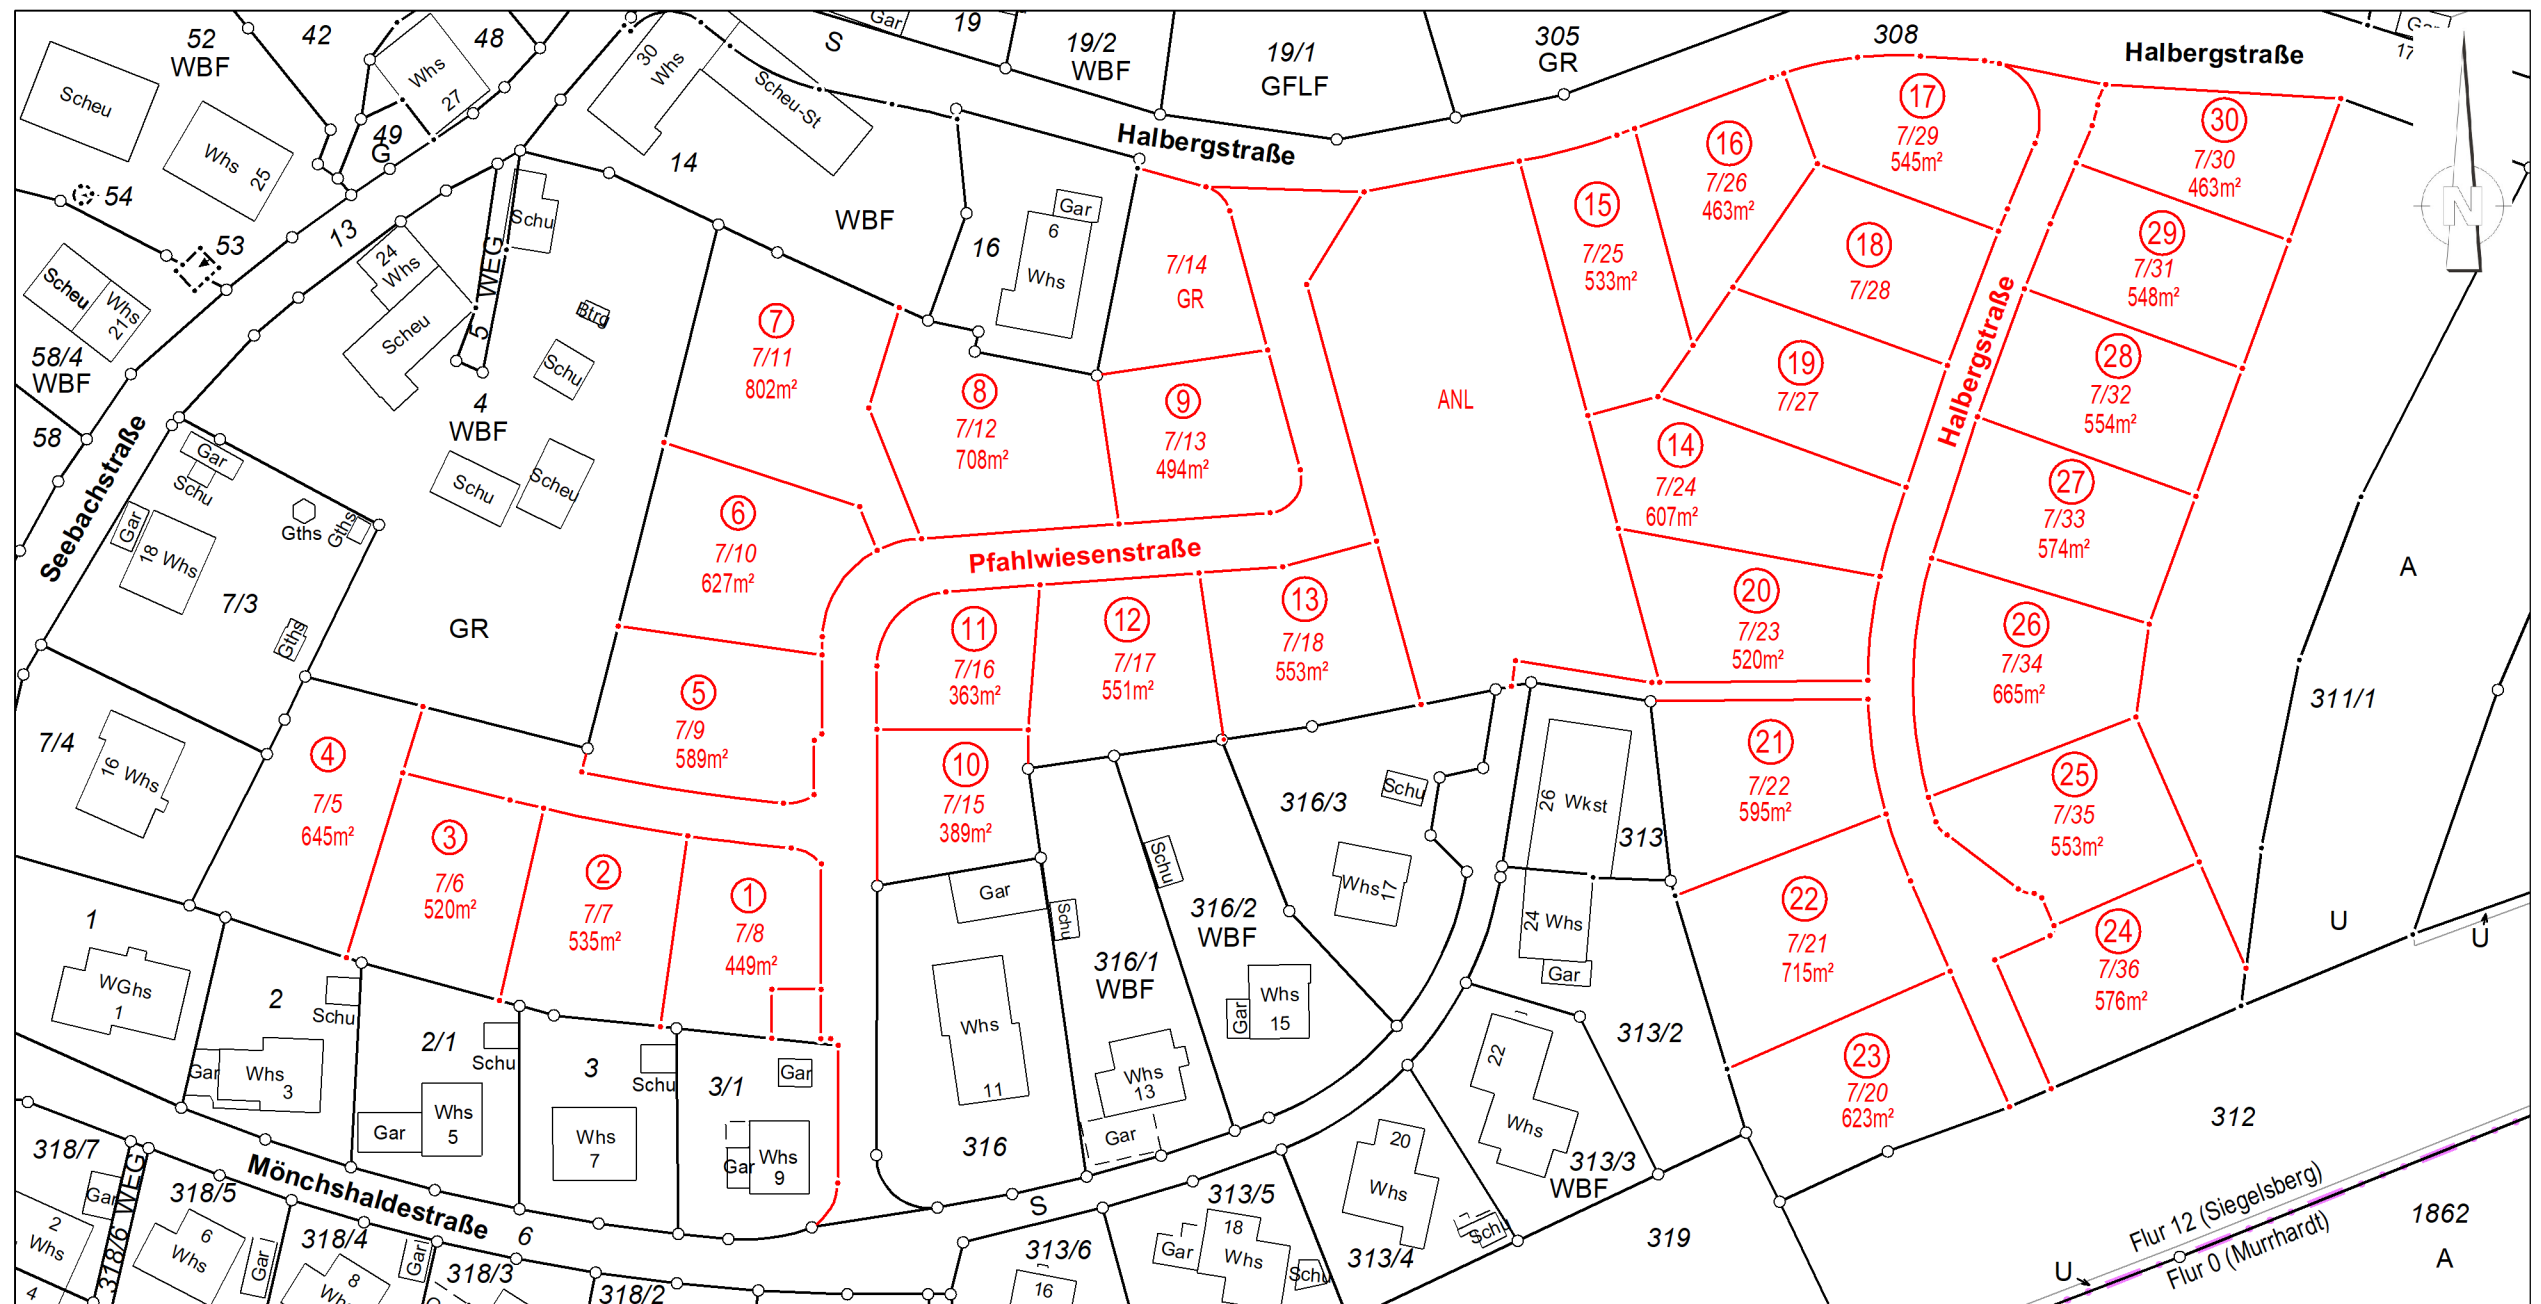 52
WBF
42
48
Whs
27
49
G
Scheu
Whs
25
54
53
13
Scheu
Whs
21
58/4
WBF
58
Seebachstraße
30
Whs
Scheu-St
14
S
Gar
19
19/2
WBF
19/1
GFLF
305
GR
308
Halbergstraße
17
Halbergstraße
WBF
16
Gar
6
Whs
24
Whs
Scheu
5 WEG
Schu
Btrg
Schu
4
WBF
Schu
Scheu
Gar
Schu
Gar
18
Whs
Gths
Gths
Gths
7/3
GR
7/4
16
Whs
7
7/11
802m²
8
7/12
708m²
9
7/13
494m²
7/14
GR
ANL
6
7/10
627m²
5
7/9
589m²
Pfahlwiesenstraße
11
7/16
363m²
12
7/17
551m²
13
7/18
553m²
10
7/15
389m²
4
7/5
645m²
3
7/6
520m²
2
7/7
535m²
1
7/8
449m²
15
7/25
533m²
16
7/26
463m²
17
7/29
545m²
18
7/28
19
7/27
14
7/24
607m²
20
7/23
520m²
21
7/22
595m²
22
7/21
715m²
23
7/20
623m²
Halbergstraße
30
7/30
463m²
29
7/31
548m²
28
7/32
554m²
27
7/33
574m²
26
7/34
665m²
25
7/35
553m²
24
7/36
576m²
N
A
311/1
U
U
312
1
WGhs
1
2
Schu
Gar
Whs
3
2/1
Schu
Gar
Whs
5
3
Schu
Whs
7
3/1
Gar
Gar
Whs
9
Gar
Whs
11
316
Schu
316/1
WBF
Whs
13
Gar
Schu
316/2
WBF
Gar
Whs
15
316/3
Schu
Whs
17
26
Wkst
313
24
Whs
Gar
313/2
22
Whs
313/3
WBF
20
Whs
Schu
313/4
319
313/5
18
Gar
Whs
Schu
313/6
16
S
Mönchshaldestraße
6
318/7
318/6 WEG
Gar
318/5
2
Whs
4
6
Whs
Gar
318/4
8
Gar
318/3
318/2
Flur 12 (Siegelsberg)
Flur 0 (Murrhardt)
U
1862
A